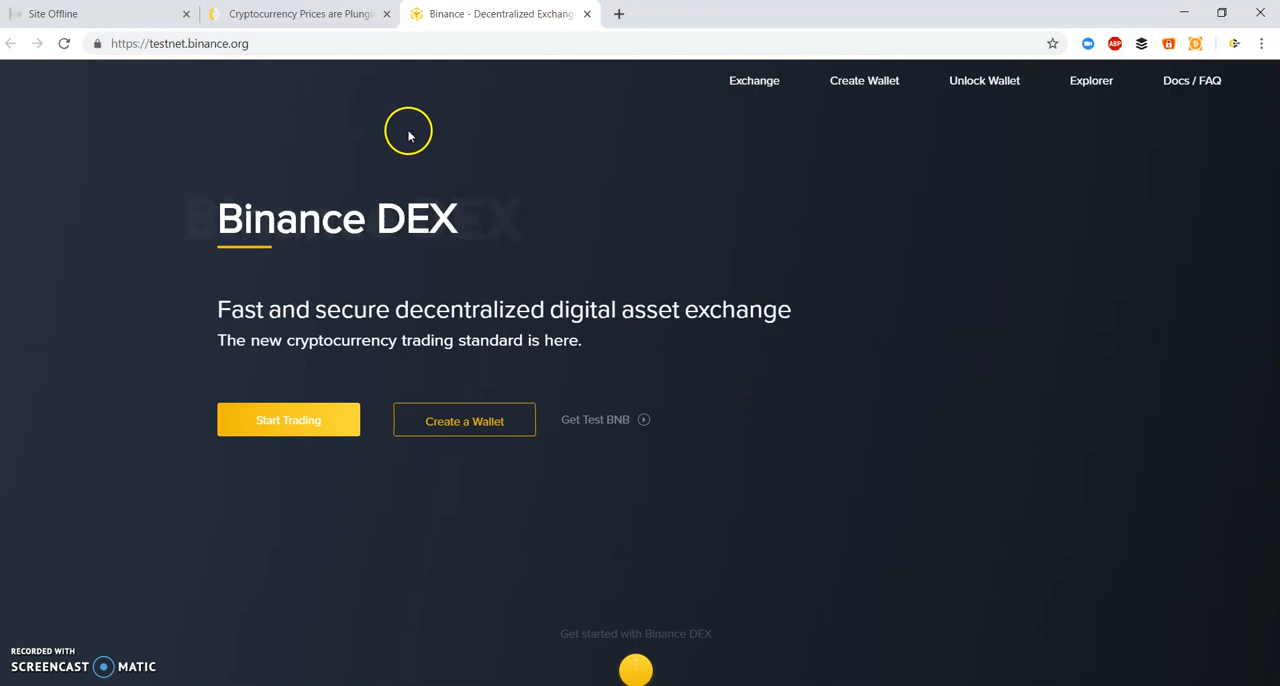 Site Offline
Cryptocurrency Prices are Plungin
Binance - Decentralized Exchang
https://testnet.binance.org
ABP
Exchange
Create Wallet
Unlock Wallet
Explorer
Docs / FAQ
Binance DEX
Fast and secure decentralized digital asset exchange
The new cryptocurrency trading standard is here.
Start Trading
Create a Wallet
Get Test BNB
Get started with Binance DEX
RECORDED WITH
SCREENCAST MATIC